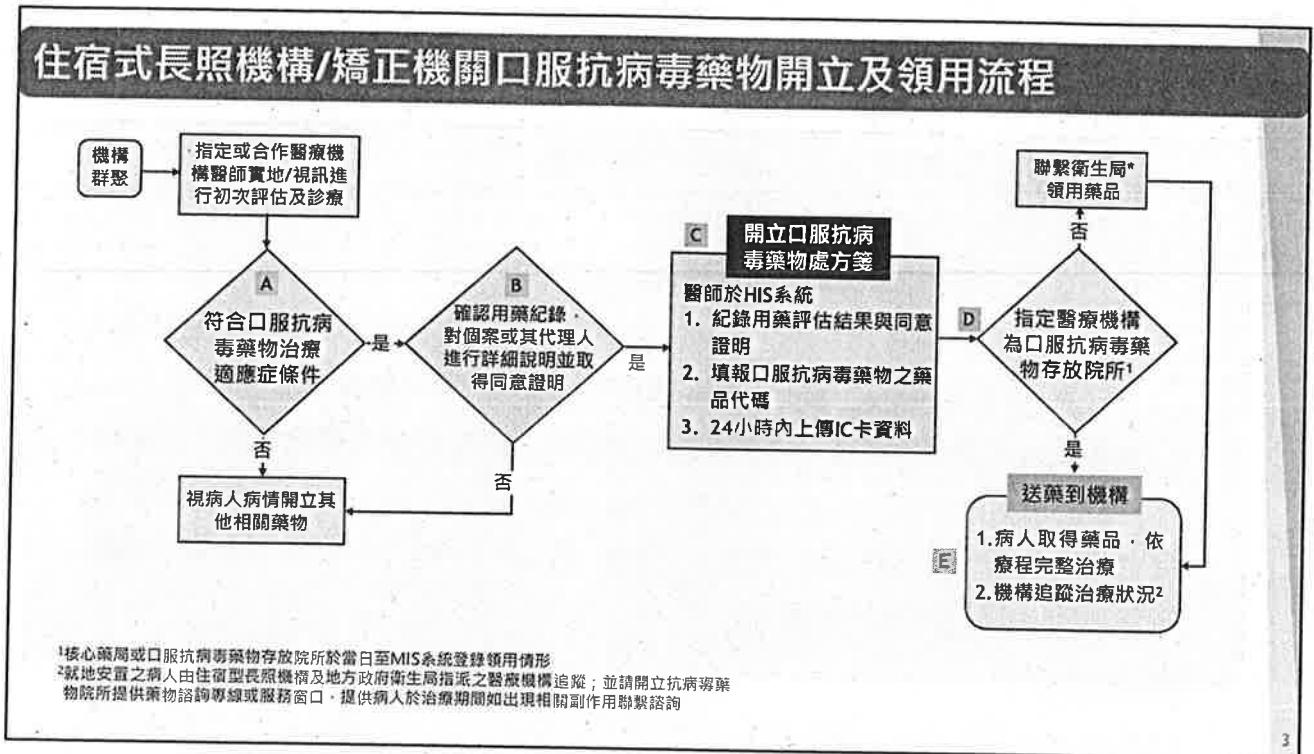 住宿式長照機構/矯正機關口服抗病毒藥物開立及領用流程
機構
群聚
指定或合作醫療機
構醫師實地/視訊進
行初次評估及診療
A
符合口服抗病
毒藥物治療
適應症條件
是
否
視病人病情開立其
他相關藥物
B
確認用藥紀錄，
對個案或其代理人
進行詳細說明並取
得同意證明
是
否
C
開立口服抗病
毒藥物處方箋
醫師於HIS系統
1. 紀錄用藥評估結果與同意
證明
2. 填報口服抗病毒藥物之藥
品代碼
3. 24小時內上傳IC卡資料
D
指定醫療機構
為口服抗病毒藥
物存放院所¹
否
聯繫衛生局*
領用藥品
是
送藥到機構
E
1.病人取得藥品，依
療程完整治療
2.機構追蹤治療狀況²
¹核心藥局或口服抗病毒藥物存放院所於當日至MIS系統登錄領用情形
²就地安置之病人由住宿型長照機構及地方政府衛生局指派之醫療機構追蹤；並請開立抗病毒藥
物院所提供藥物諮詢專線或服務窗口，提供病人於治療期間如出現相關副作用聯繫諮詢
3